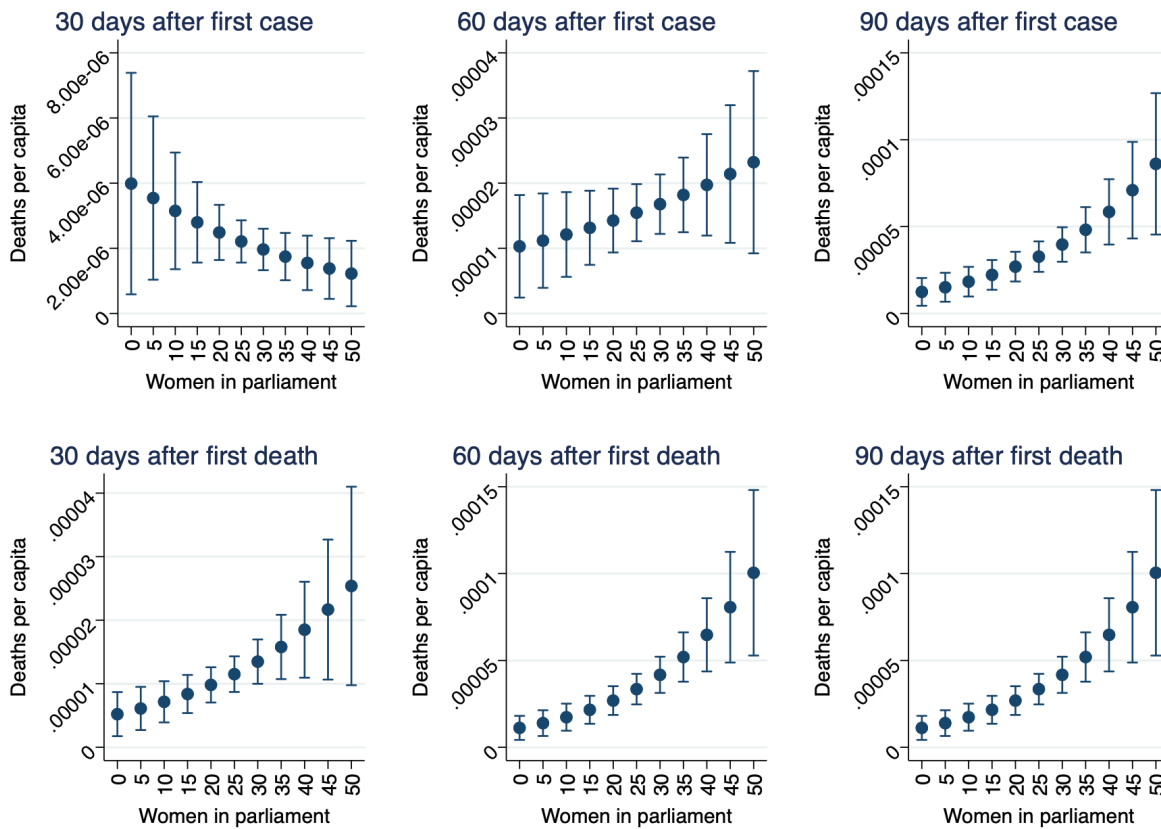 30 days after first case
60 days after first case
90 days after first case
Deaths per capita
8.00e-06
6.00e-06
4.00e-06
2.00e-06
0
0 5 10 15 20 25 30 35 40 45 50
Women in parliament
Deaths per capita
.00004
.00003
.00002
.00001
0
0 5 10 15 20 25 30 35 40 45 50
Women in parliament
Deaths per capita
.00015
.0001
.00005
0
0 5 10 15 20 25 30 35 40 45 50
Women in parliament
30 days after first death
60 days after first death
90 days after first death
Deaths per capita
.00004
.00003
.00002
.00001
0
0 5 10 15 20 25 30 35 40 45 50
Women in parliament
Deaths per capita
.00015
.0001
.00005
0
0 5 10 15 20 25 30 35 40 45 50
Women in parliament
Deaths per capita
.00015
.0001
.00005
0
0 5 10 15 20 25 30 35 40 45 50
Women in parliament